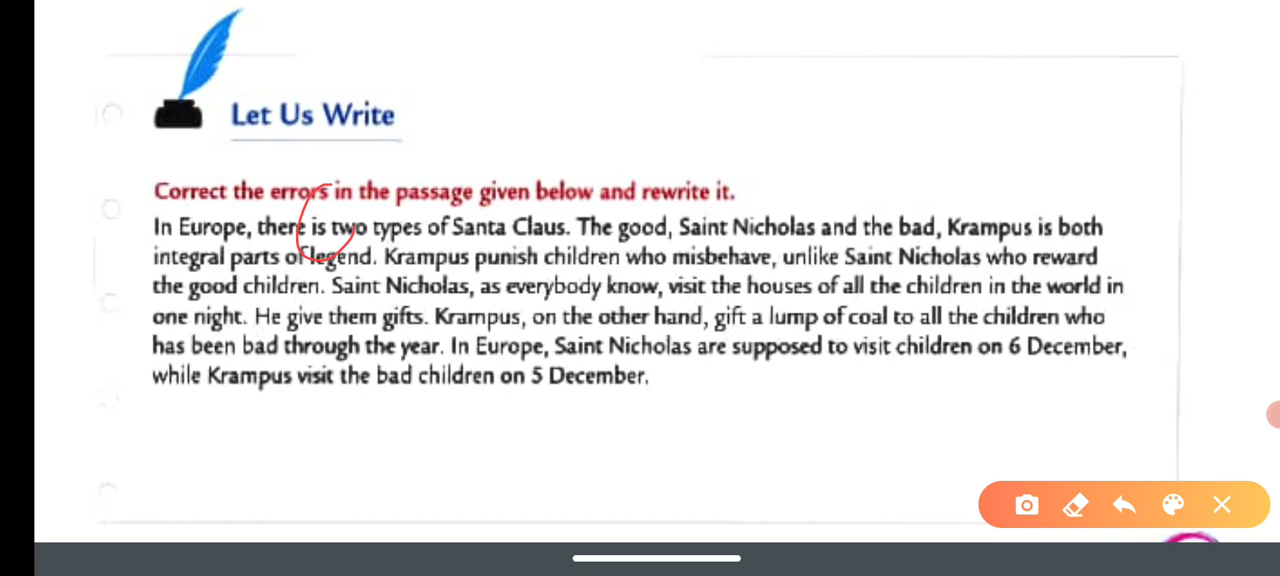 Let Us Write
Correct the errors in the passage given below and rewrite it.
In Europe, there is two types of Santa Claus. The good, Saint Nicholas and the bad, Krampus is both
integral parts of legend. Krampus punish children who misbehave, unlike Saint Nicholas who reward
the good children. Saint Nicholas, as everybody know, visit the houses of all the children in the world in
one night. He give them gifts. Krampus, on the other hand, gift a lump of coal to all the children who
has been bad through the year. In Europe, Saint Nicholas are supposed to visit children on 6 December,
while Krampus visit the bad children on 5 December.